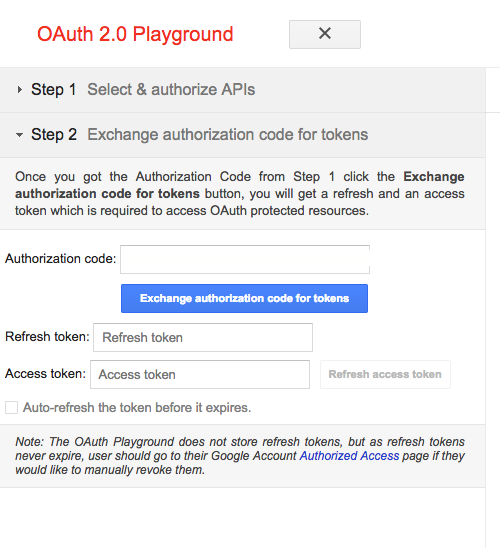 OAuth 2.0 Playground
Step 1 Select & authorize APIs
Step 2 Exchange authorization code for tokens
Once you got the Authorization Code from Step 1 click the Exchange
authorization code for tokens button, you will get a refresh and an access
token which is required to access OAuth protected resources.
Authorization code:
Exchange authorization code for tokens
Refresh token: Refresh token
Access token: Access token Refresh access token
Auto-refresh the token before it expires.
Note: The OAuth Playground does not store refresh tokens, but as refresh tokens
never expire, user should go to their Google Account Authorized Access page if they
would like to manually revoke them.